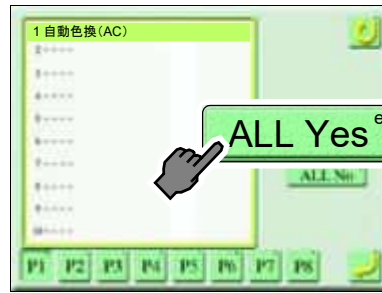 1 自動色換(AC)
2-----
3-----
4-----
5-----
6-----
7-----
8-----
9-----
10-----
ALL Yes e
ALL No
P1 P2 P3 P4 P5 P6 P7 P8